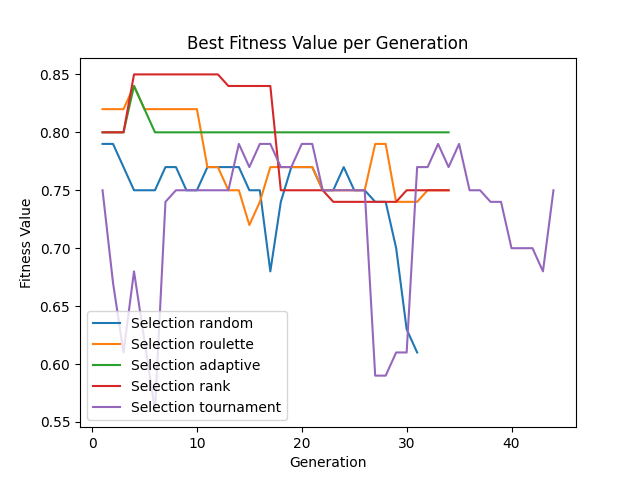 Best Fitness Value per Generation
Fitness Value
0.85
0.80
0.75
0.70
0.65
0.60
0.55
Selection random
Selection roulette
Selection adaptive
Selection rank
Selection tournament
0
10
20
30
40
Generation